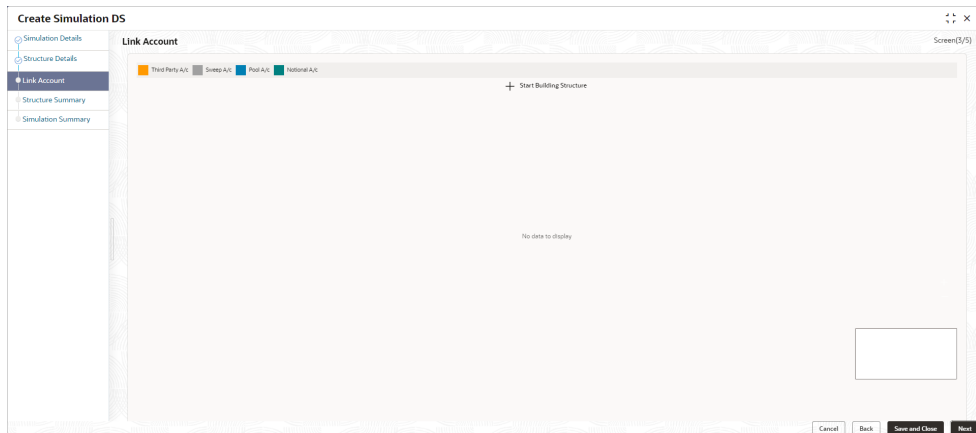 Create Simulation DS
Simulation Details
Structure Details
Link Account
Structure Summary
Simulation Summary
Link Account
Screen(3/5)
Third Party A/c Sweep A/c Pool A/c Notional A/c
Start Building Structure
No data to display
Cancel Back Save and Close Next